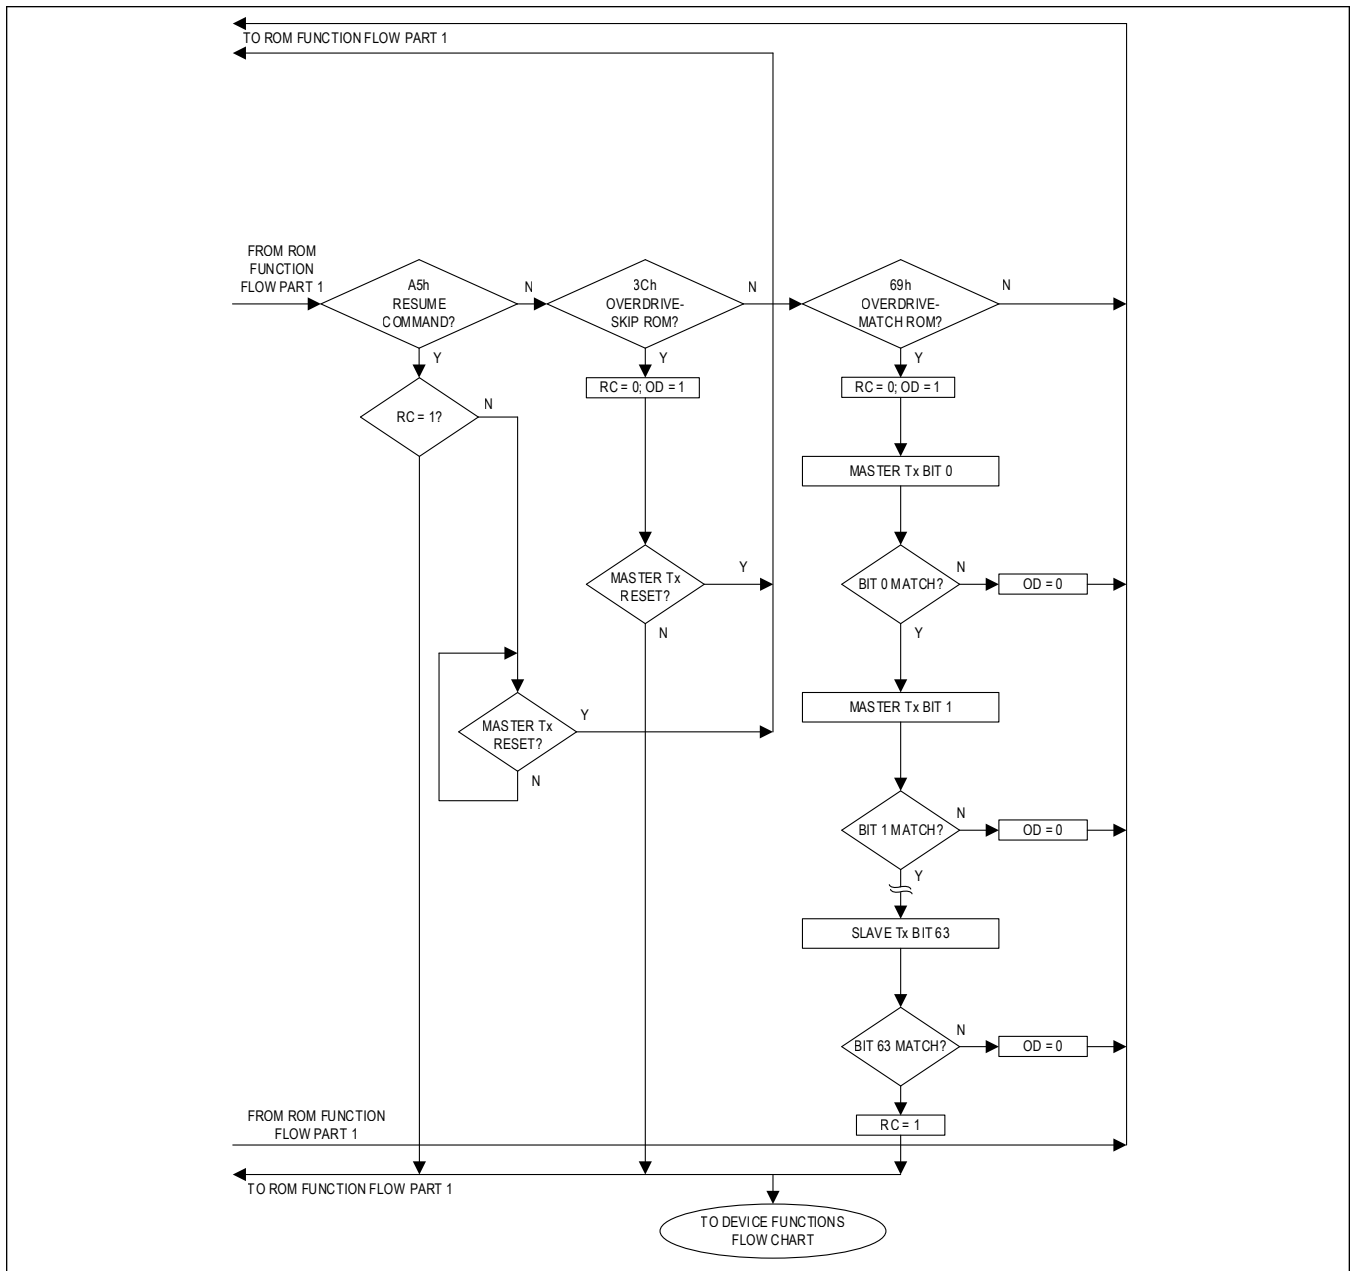 TO ROM FUNCTION FLOW PART 1
FROM ROM
FUNCTION
FLOW PART 1
A5h
RESUME
COMMAND?
N
3Ch
OVERDRIVE-
SKIP ROM?
N
69h
OVERDRIVE-
MATCH ROM?
N
Y
Y
Y
RC = 1?
N
RC = 0; OD = 1
RC = 0; OD = 1
MASTER Tx BIT 0
MASTER Tx
RESET?
Y
N
BIT 0 MATCH?
N
OD = 0
Y
MASTER Tx
RESET?
Y
N
MASTER Tx BIT 1
BIT 1 MATCH?
N
OD = 0
Y
SLAVE Tx BIT 63
BIT 63 MATCH?
N
OD = 0
Y
RC = 1
FROM ROM FUNCTION
FLOW PART 1
TO ROM FUNCTION FLOW PART 1
TO DEVICE FUNCTIONS
FLOW CHART